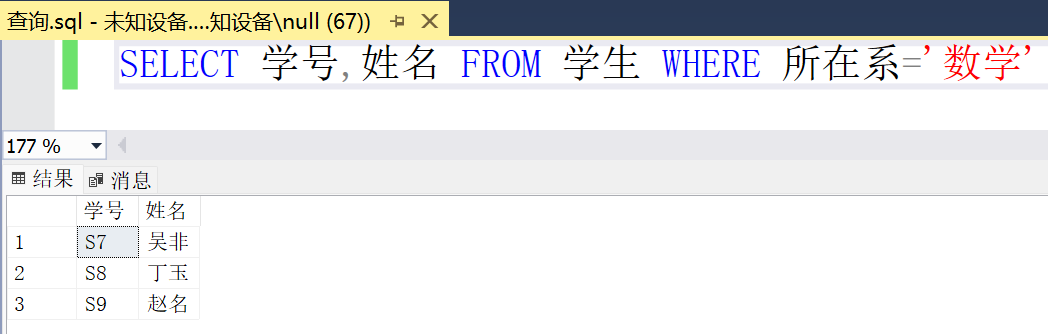 查询.sql - 未知设备....知设备\null (67))
SELECT 学号,姓名 FROM 学生 WHERE 所在系='数学'
177 %
结果 消息
学号 姓名
1 S7 吴非
2 S8 丁玉
3 S9 赵名